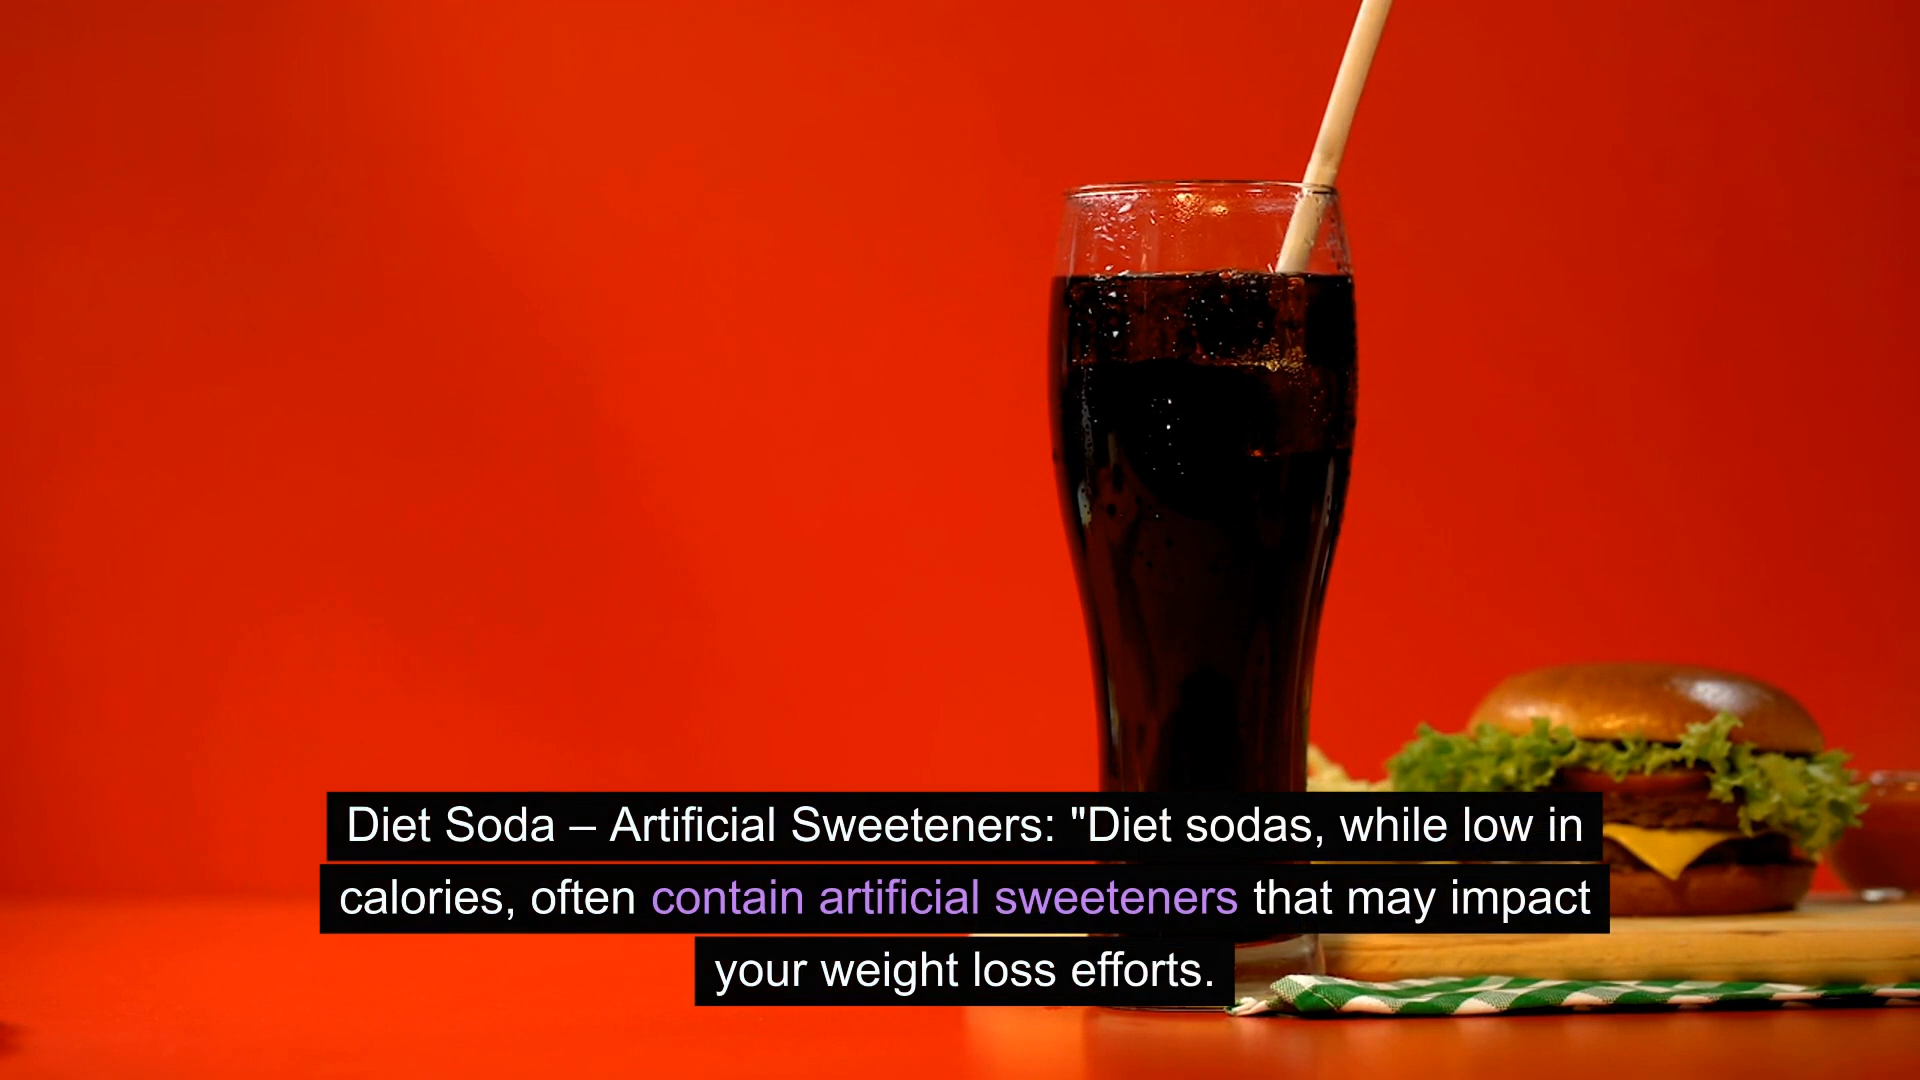 Diet Soda – Artificial Sweeteners: "Diet sodas, while low in
calories, often contain artificial sweeteners that may impact
your weight loss efforts.